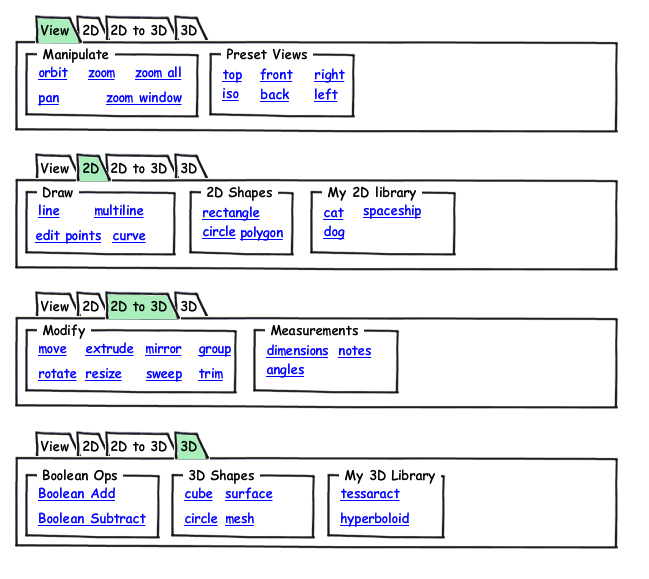 View 2D 2D to 3D 3D
Manipulate Preset Views
orbit zoom zoom all top front right
pan zoom window iso back left
View 2D 2D to 3D 3D
Draw 2D Shapes My 2D library
line multiline rectangle cat spaceship
edit points curve circle polygon dog
View 2D 2D to 3D 3D
Modify Measurements
move extrude mirror group dimensions notes
rotate resize sweep trim angles
View 2D 2D to 3D 3D
Boolean Ops 3D Shapes My 3D Library
Boolean Add cube surface tessaract
Boolean Subtract circle mesh hyperboloid